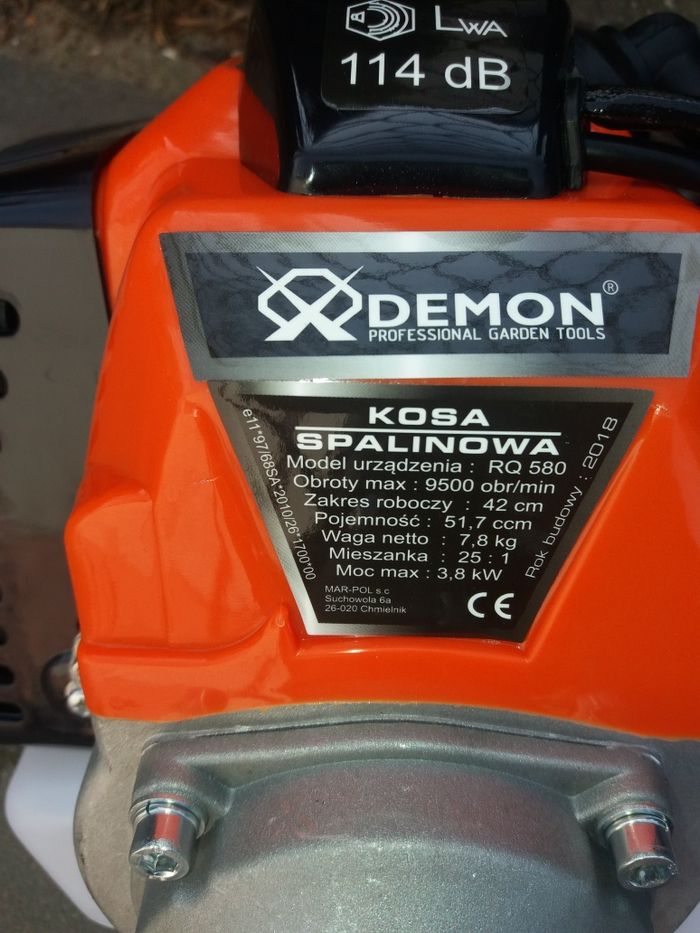 LWA
114 dB
DEMON®
PROFESSIONAL GARDEN TOOLS
KOSA
SPALINOWA
Model urządzenia : RQ 580
Obroty max : 9500 obr/min
Zakres roboczy : 42 cm
Pojemność : 51,7 ccm
Waga netto : 7,8 kg
Mieszanka : 25 : 1
Moc max : 3,8 kW
MAR-POL s.c
Suchowola 6a
26-020 Chmielnik
CE
e11*97/68SA*2010/26*1700*00
Rok budowy : 2018